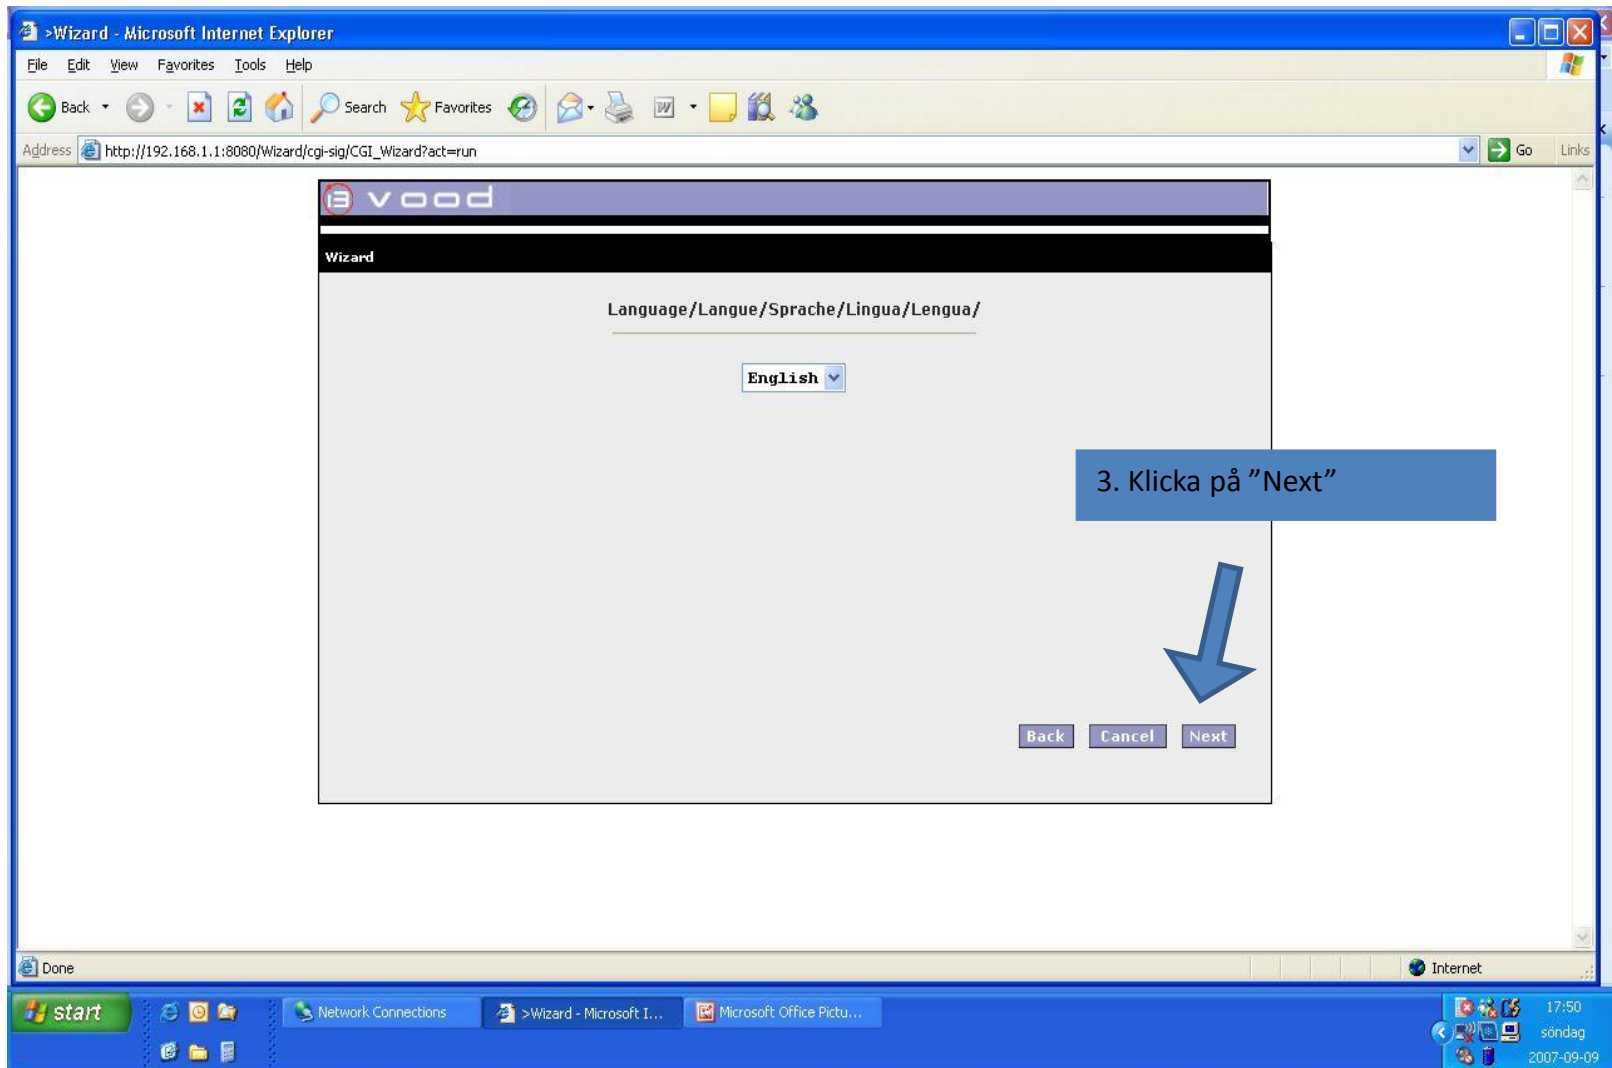 >Wizard - Microsoft Internet Explorer
File Edit View Favorites Tools Help
Back Search Favorites
Address http://192.168.1.1:8080/Wizard/cgi-sig/CGI_Wizard?act=run Go Links
vood
Wizard
Language/Langue/Sprache/Lingua/Lengua/
English
3. Klicka på ”Next”
Back Cancel Next
Done Internet
start Network Connections >Wizard - Microsoft I... Microsoft Office Pictu... 17:50
söndag
2007-09-09